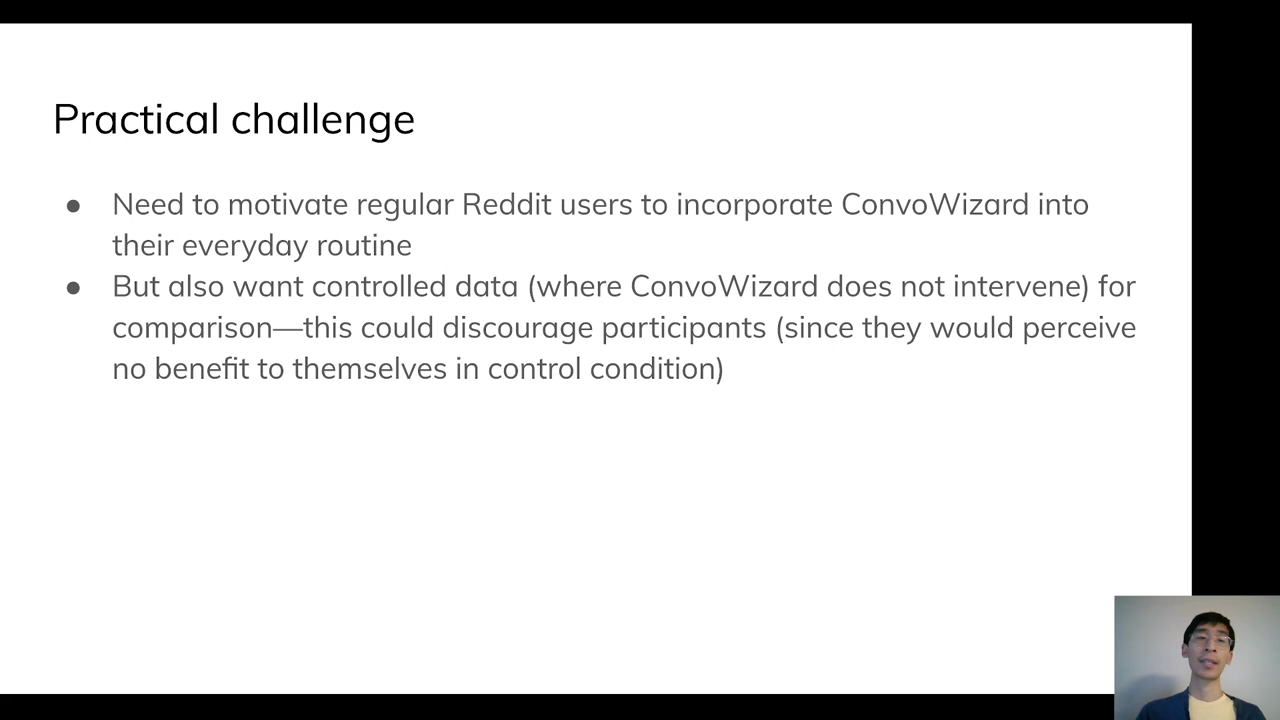 Practical challenge
● Need to motivate regular Reddit users to incorporate ConvoWizard into
their everyday routine
● But also want controlled data (where ConvoWizard does not intervene) for
comparison—this could discourage participants (since they would perceive
no benefit to themselves in control condition)